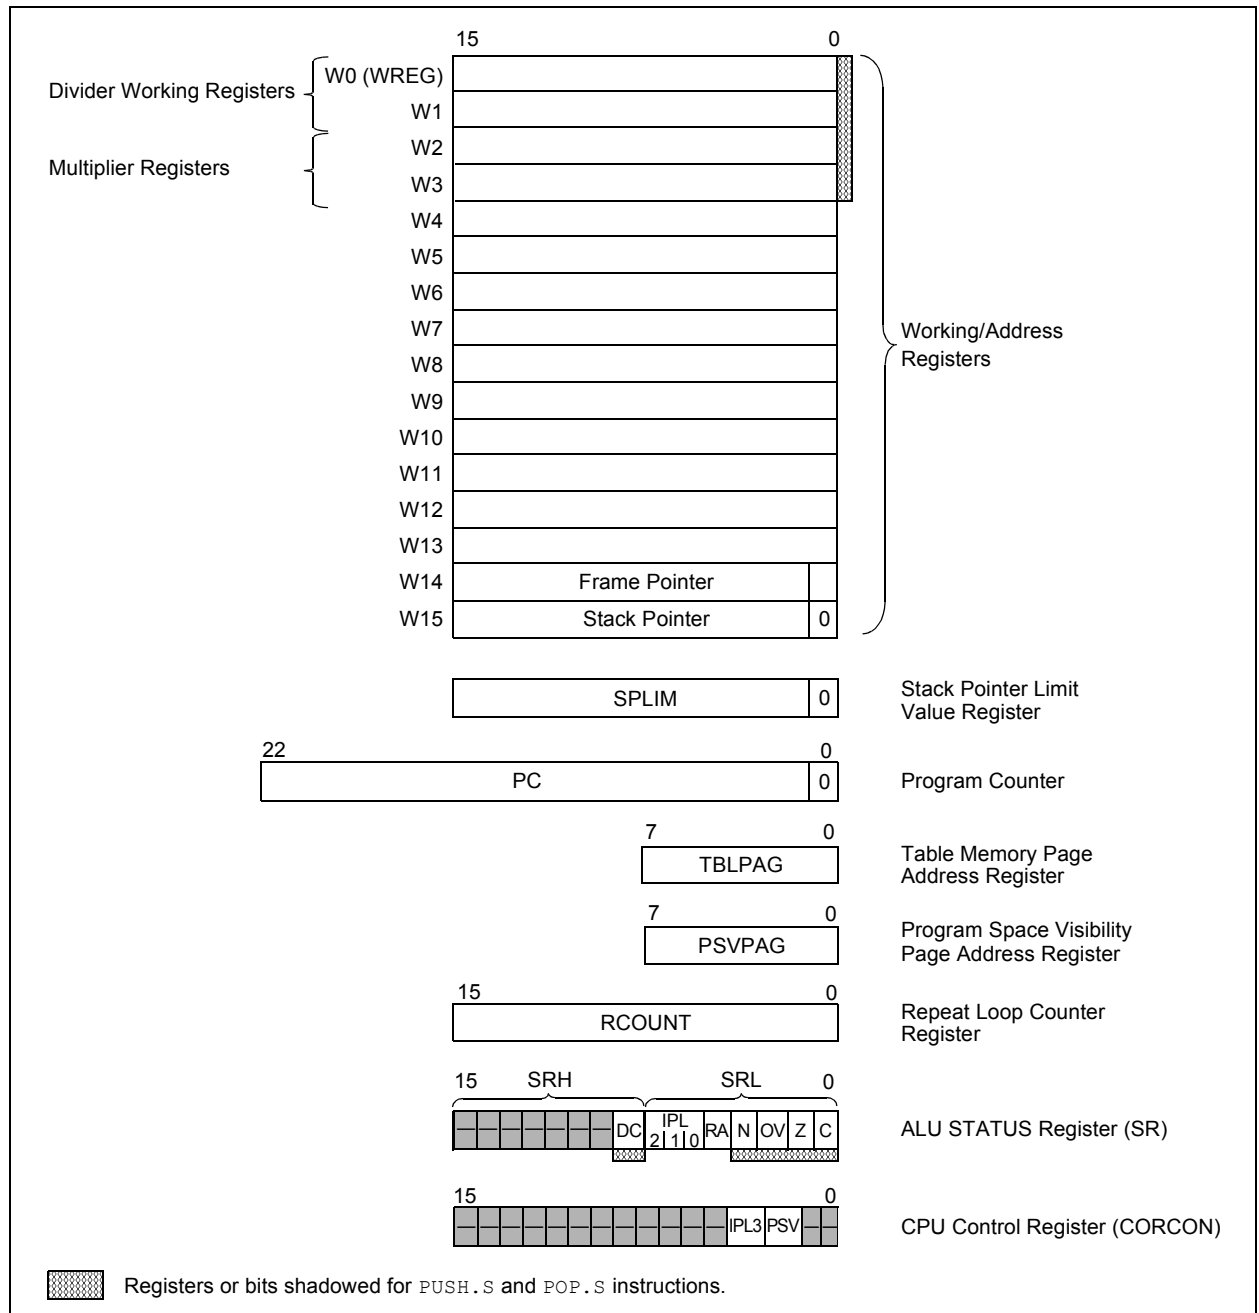 15 0
Divider Working Registers
W0 (WREG)
W1
Multiplier Registers
W2
W3
W4
W5
W6
W7
W8
W9
W10
W11
W12
W13
W14 Frame Pointer
W15 Stack Pointer 0
Working/Address
Registers
SPLIM 0
Stack Pointer Limit
Value Register
22 0
PC 0 Program Counter
7 0
TBLPAG
Table Memory Page
Address Register
7 0
PSVPAG
Program Space Visibility
Page Address Register
15 0
RCOUNT
Repeat Loop Counter
Register
15 SRH SRL 0
— — — — — — — DC IPL 2 1 0 RA N OV Z C ALU STATUS Register (SR)
15 0
— — — — — — — — — — — — IPL3 PSV — — CPU Control Register (CORCON)
Registers or bits shadowed for PUSH.S and POP.S instructions.